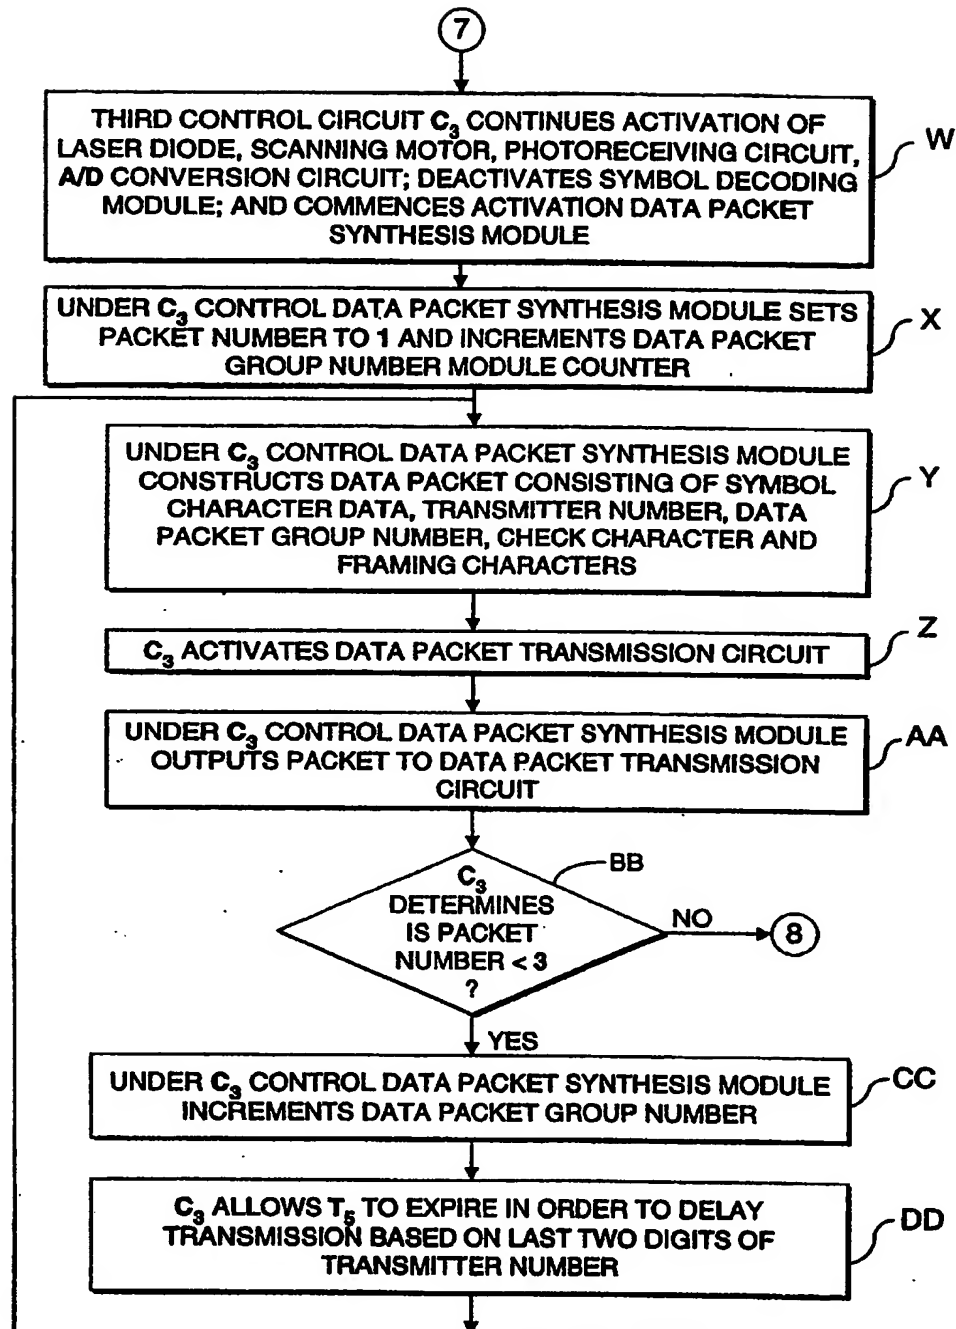 7
THIRD CONTROL CIRCUIT C₃ CONTINUES ACTIVATION OF
LASER DIODE, SCANNING MOTOR, PHOTORECEIVING CIRCUIT,
A/D CONVERSION CIRCUIT; DEACTIVATES SYMBOL DECODING
MODULE; AND COMMENCES ACTIVATION DATA PACKET
SYNTHESIS MODULE
W
UNDER C₃ CONTROL DATA PACKET SYNTHESIS MODULE SETS
PACKET NUMBER TO 1 AND INCREMENTS DATA PACKET
GROUP NUMBER MODULE COUNTER
X
UNDER C₃ CONTROL DATA PACKET SYNTHESIS MODULE
CONSTRUCTS DATA PACKET CONSISTING OF SYMBOL
CHARACTER DATA, TRANSMITTER NUMBER, DATA
PACKET GROUP NUMBER, CHECK CHARACTER AND
FRAMING CHARACTERS
Y
C₃ ACTIVATES DATA PACKET TRANSMISSION CIRCUIT
Z
UNDER C₃ CONTROL DATA PACKET SYNTHESIS MODULE
OUTPUTS PACKET TO DATA PACKET TRANSMISSION
CIRCUIT
AA
C₃
DETERMINES
IS PACKET
NUMBER < 3
?
BB
NO
8
YES
UNDER C₃ CONTROL DATA PACKET SYNTHESIS MODULE
INCREMENTS DATA PACKET GROUP NUMBER
CC
C₃ ALLOWS T₅ TO EXPIRE IN ORDER TO DELAY
TRANSMISSION BASED ON LAST TWO DIGITS OF
TRANSMITTER NUMBER
DD